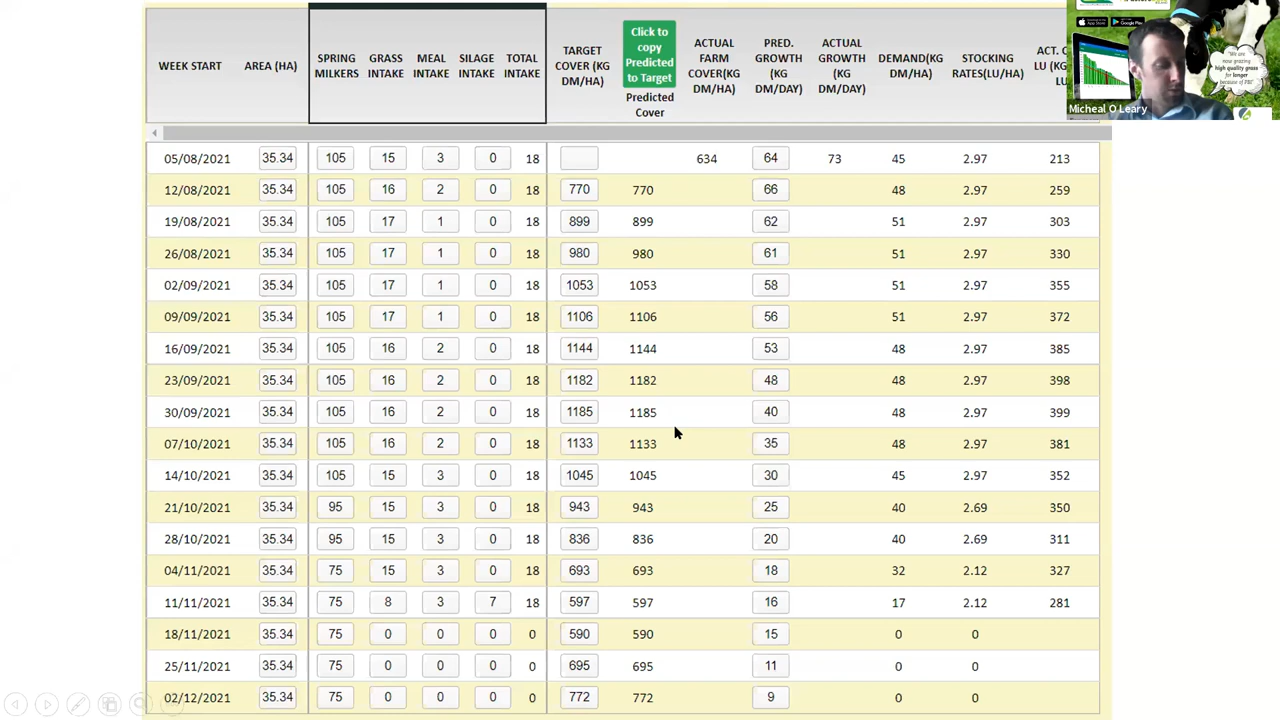 WEEK START AREA (HA) SPRING MILKERS GRASS INTAKE MEAL INTAKE SILAGE INTAKE TOTAL INTAKE TARGET COVER (KG DM/HA) Click to copy Predicted to Target Predicted Cover ACTUAL FARM COVER(KG DM/HA) PRED. GROWTH (KG DM/DAY) ACTUAL GROWTH (KG DM/DAY) DEMAND(KG DM/HA) STOCKING RATES(LU/HA) ACT. LU (KG LU)
"We are now grazing high quality grass for longer because of PBI"
Micheal O Leary
05/08/2021 35.34 105 15 3 0 18 634 64 73 45 2.97 213
12/08/2021 35.34 105 16 2 0 18 770 770 66 48 2.97 259
19/08/2021 35.34 105 17 1 0 18 899 899 62 51 2.97 303
26/08/2021 35.34 105 17 1 0 18 980 980 61 51 2.97 330
02/09/2021 35.34 105 17 1 0 18 1053 1053 58 51 2.97 355
09/09/2021 35.34 105 17 1 0 18 1106 1106 56 51 2.97 372
16/09/2021 35.34 105 16 2 0 18 1144 1144 53 48 2.97 385
23/09/2021 35.34 105 16 2 0 18 1182 1182 48 48 2.97 398
30/09/2021 35.34 105 16 2 0 18 1185 1185 40 48 2.97 399
07/10/2021 35.34 105 16 2 0 18 1133 1133 35 48 2.97 381
14/10/2021 35.34 105 15 3 0 18 1045 1045 30 45 2.97 352
21/10/2021 35.34 95 15 3 0 18 943 943 25 40 2.69 350
28/10/2021 35.34 95 15 3 0 18 836 836 20 40 2.69 311
04/11/2021 35.34 75 15 3 0 18 693 693 18 32 2.12 327
11/11/2021 35.34 75 8 3 7 18 597 597 16 17 2.12 281
18/11/2021 35.34 75 0 0 0 0 590 590 15 0 0
25/11/2021 35.34 75 0 0 0 0 695 695 11 0 0
02/12/2021 35.34 75 0 0 0 0 772 772 9 0 0